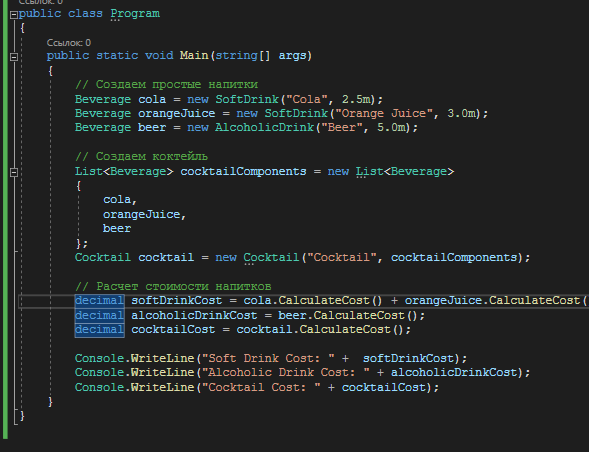 Ссылок: 0
public class Program
{
Ссылок: 0
public static void Main(string[] args)
{
// Создаем простые напитки
Beverage cola = new SoftDrink("Cola", 2.5m);
Beverage orangeJuice = new SoftDrink("Orange Juice", 3.0m);
Beverage beer = new AlcoholicDrink("Beer", 5.0m);
// Создаем коктейль
List<Beverage> cocktailComponents = new List<Beverage>
{
cola,
orangeJuice,
beer
};
Cocktail cocktail = new Cocktail("Cocktail", cocktailComponents);
// Расчет стоимости напитков
decimal softDrinkCost = cola.CalculateCost() + orangeJuice.CalculateCost(
decimal alcoholicDrinkCost = beer.CalculateCost();
decimal cocktailCost = cocktail.CalculateCost();
Console.WriteLine("Soft Drink Cost: " +  softDrinkCost);
Console.WriteLine("Alcoholic Drink Cost: " + alcoholicDrinkCost);
Console.WriteLine("Cocktail Cost: " + cocktailCost);
}
}